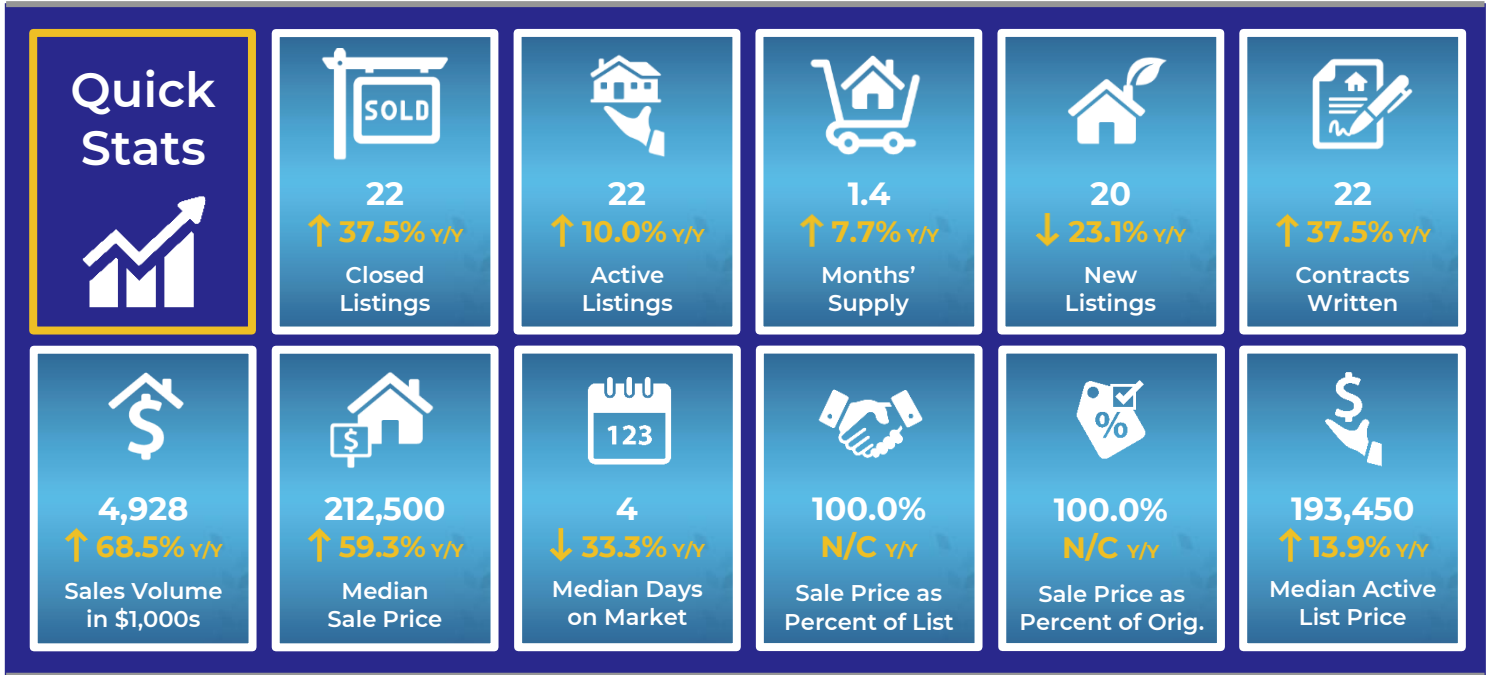 Quick
Stats
SOLD
22
↑ 37.5% Y/Y
Closed
Listings
22
↑ 10.0% Y/Y
Active
Listings
1.4
↑ 7.7% Y/Y
Months’
Supply
20
↓ 23.1% Y/Y
New
Listings
22
↑ 37.5% Y/Y
Contracts
Written
$
4,928
↑ 68.5% Y/Y
Sales Volume
in $1,000s
$
212,500
↑ 59.3% Y/Y
Median
Sale Price
123
4
↓ 33.3% Y/Y
Median Days
on Market
100.0%
N/C Y/Y
Sale Price as
Percent of List
%
100.0%
N/C Y/Y
Sale Price as
Percent of Orig.
$
193,450
↑ 13.9% Y/Y
Median Active
List Price